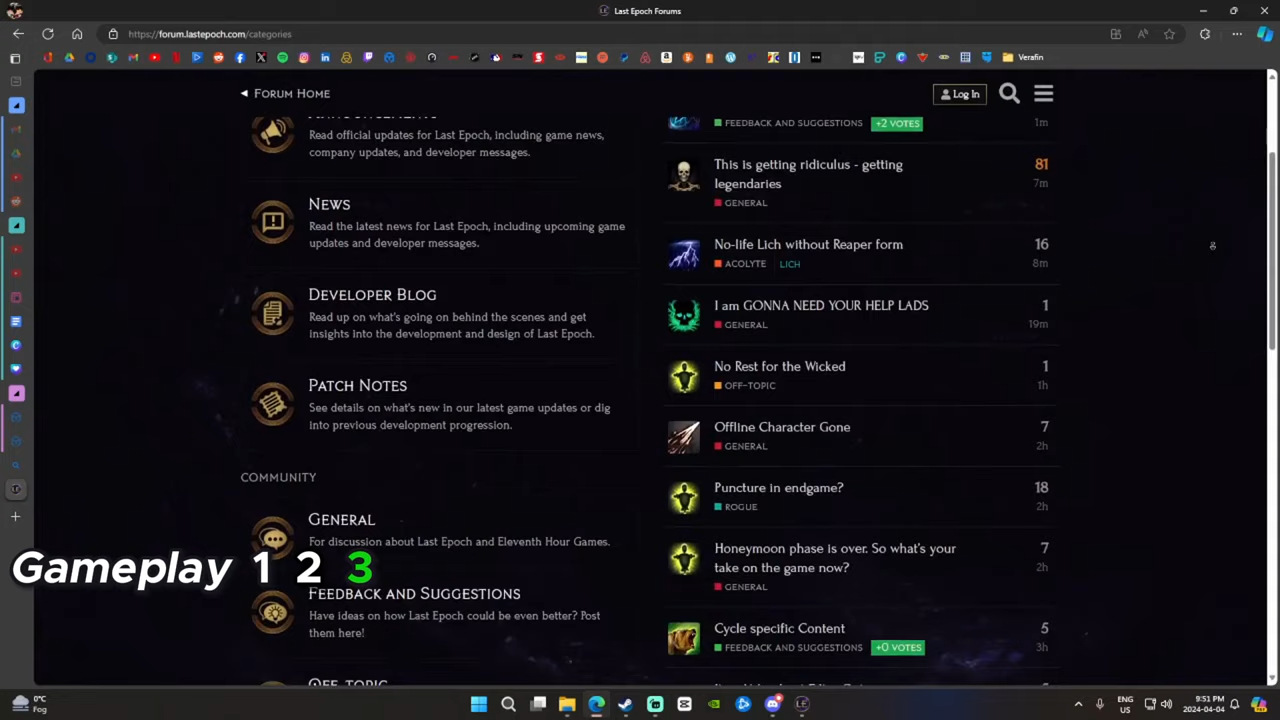 Last Epoch Forums
https://forum.lastepoch.com/categories
Verafin
Forum Home
Log In
Announcements
Read official updates for Last Epoch, including game news,
company updates, and developer messages.
News
Read the latest news for Last Epoch, including upcoming game
updates and developer messages.
Developer Blog
Read up on what's going on behind the scenes and get
insights into the development and design of Last Epoch.
Patch Notes
See details on what's new in our latest game updates or dig
into previous development progression.
COMMUNITY
General
For discussion about Last Epoch and Eleventh Hour Games.
Gameplay 1 2 3
Feedback and Suggestions
Have ideas on how Last Epoch could be even better? Post
them here!
Off-topic
FEEDBACK AND SUGGESTIONS +2 VOTES 1m
This is getting ridiculus - getting 81
legendaries 7m
GENERAL
No-life Lich without Reaper form 16
ACOLYTE LICH 8m
I am GONNA NEED YOUR HELP LADS 1
GENERAL 19m
No Rest for the Wicked 1
OFF-TOPIC 1h
Offline Character Gone 7
GENERAL 2h
Puncture in endgame? 18
ROGUE 2h
Honeymoon phase is over. So what's your 7
take on the game now? 2h
GENERAL
Cycle specific Content 5
FEEDBACK AND SUGGESTIONS +0 VOTES 3h
0°C
Fog
ENG
US
9:51 PM
2024-04-04